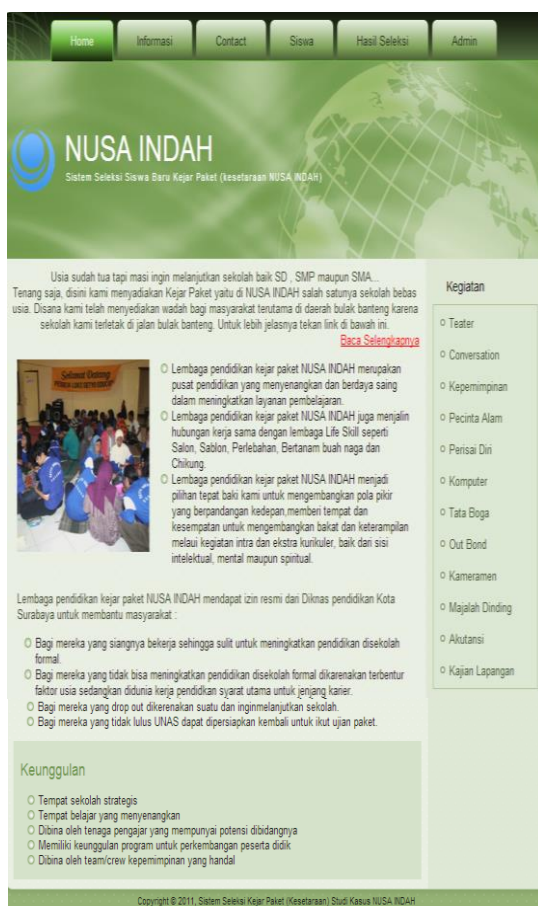 Home Informasi Contact Siswa Hasil Seleksi Admin
NUSA INDAH
Sistem Seleksi Siswa Baru Kejar Paket (kesetaraan NUSA INDAH)
Usia sudah tua tapi masi ingin melanjutkan sekolah baik SD , SMP maupun SMA...
Tenang saja, disini kami menyadiakan Kejar Paket yaitu di NUSA INDAH salah satunya sekolah bebas
usia. Disana kami telah menyediakan wadah bagi masyarakat terutama di daerah bulak banteng karena
sekolah kami terletak di jalan bulak banteng. Untuk lebih jelasnya tekan link di bawah ini.
Baca Selengkapnya
Selamat Datang
Lembaga pendidikan kejar paket NUSA INDAH merupakan
pusat pendidikan yang menyenangkan dan berdaya saing
dalam meningkatkan layanan pembelajaran.
Lembaga pendidikan kejar paket NUSA INDAH juga menjalin
hubungan kerja sama dengan lembaga Life Skill seperti
Salon, Sablon, Perlebahan, Bertanam buah naga dan
Chikung.
Lembaga pendidikan kejar paket NUSA INDAH menjadi
pilihan tepat baki kami untuk mengembangkan pola pikir
yang berpandangan kedepan,memberi tempat dan
kesempatan untuk mengembangkan bakat dan keterampilan
melaui kegiatan intra dan ekstra kurikuler, baik dari sisi
intelektual, mental maupun spiritual.
Lembaga pendidikan kejar paket NUSA INDAH mendapat izin resmi dari Diknas pendidikan Kota
Surabaya untuk membantu masyarakat :
Bagi mereka yang siangnya bekerja sehingga sulit untuk meningkatkan pendidikan disekolah
formal.
Bagi mereka yang tidak bisa meningkatkan pendidikan disekolah formal dikarenakan terbentur
faktor usia sedangkan didunia kerja pendidkan syarat utama untuk jenjang karier.
Bagi mereka yang drop out dikerenakan suatu dan inginmelanjutkan sekolah.
Bagi mereka yang tidak lulus UNAS dapat dipersiapkan kembali untuk ikut ujian paket.
Keunggulan
Tempat sekolah strategis
Tempat belajar yang menyenangkan
Dibina oleh tenaga pengajar yang mempunyai potensi dibidangnya
Memiliki keunggulan program untuk perkembangan peserta didik
Dibina oleh team/crew kepemimpinan yang handal
Kegiatan
Teater
Conversation
Kepemimpinan
Pecinta Alam
Perisai Diri
Komputer
Tata Boga
Out Bond
Kameramen
Majalah Dinding
Akutansi
Kajian Lapangan
Copyright © 2011, Sistem Seleksi Kejar Paket (Kesetaraan) Studi Kasus NUSA INDAH